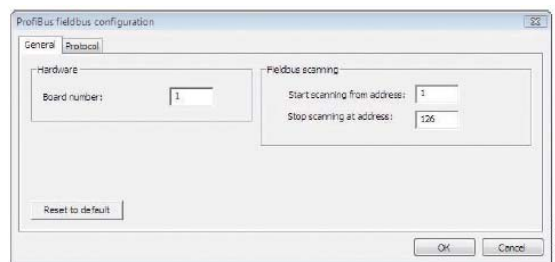 ProfiBus fieldbus configuration
General Protocol
Hardware
Board number: 1
Fieldbus scanning
Start scanning from address: 1
Stop scanning at address: 126
Reset to default
OK Cancel